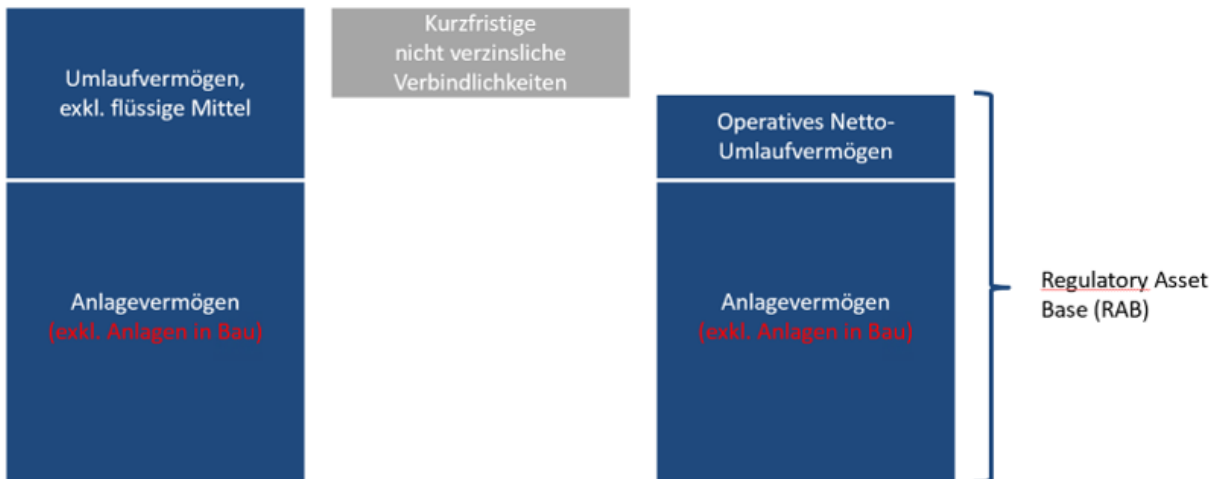 Umlaufvermögen,
exkl. flüssige Mittel
Anlagevermögen
(exkl. Anlagen in Bau)
Kurzfristige
nicht verzinsliche
Verbindlichkeiten
Operatives Netto-
Umlaufvermögen
Anlagevermögen
(exkl. Anlagen in Bau)
Regulatory Asset
Base (RAB)